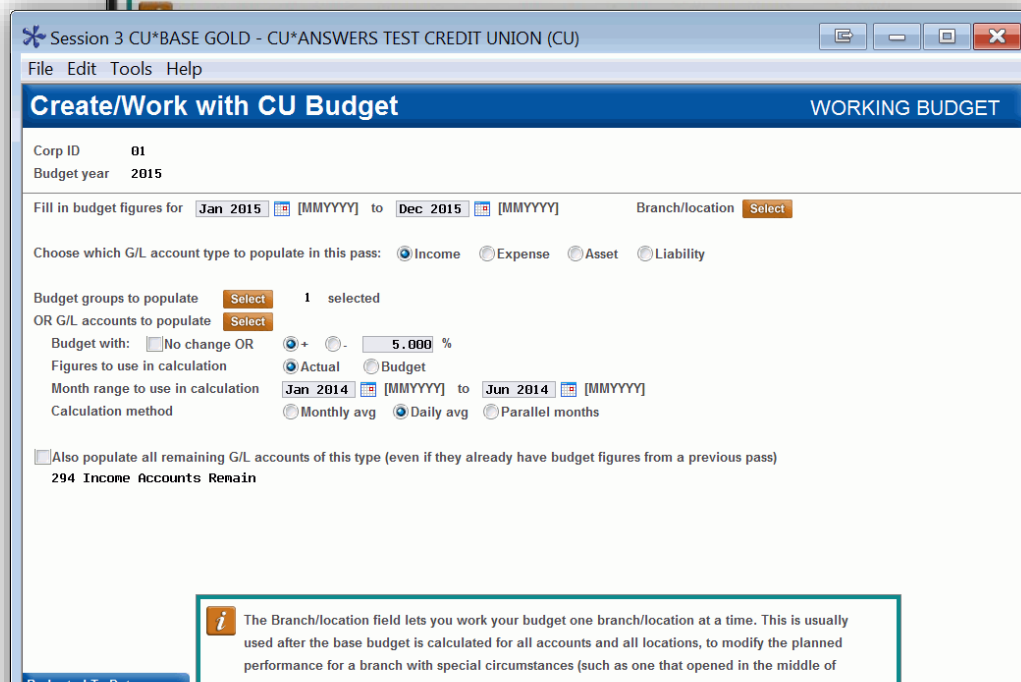 Session 3 CU*BASE GOLD - CU*ANSWERS TEST CREDIT UNION (CU)
File Edit Tools Help
Create/Work with CU Budget WORKING BUDGET
Corp ID 01
Budget year 2015
Fill in budget figures for Jan 2015 [MMYYYY] to Dec 2015 [MMYYYY] Branch/location Select
Choose which G/L account type to populate in this pass: Income Expense Asset Liability
Budget groups to populate Select 1 selected
OR G/L accounts to populate Select
Budget with: No change OR + - 5.000 %
Figures to use in calculation Actual Budget
Month range to use in calculation Jan 2014 [MMYYYY] to Jun 2014 [MMYYYY]
Calculation method Monthly avg Daily avg Parallel months
Also populate all remaining G/L accounts of this type (even if they already have budget figures from a previous pass)
294 Income Accounts Remain
i The Branch/location field lets you work your budget one branch/location at a time. This is usually
used after the base budget is calculated for all accounts and all locations, to modify the planned
performance for a branch with special circumstances (such as one that opened in the middle of